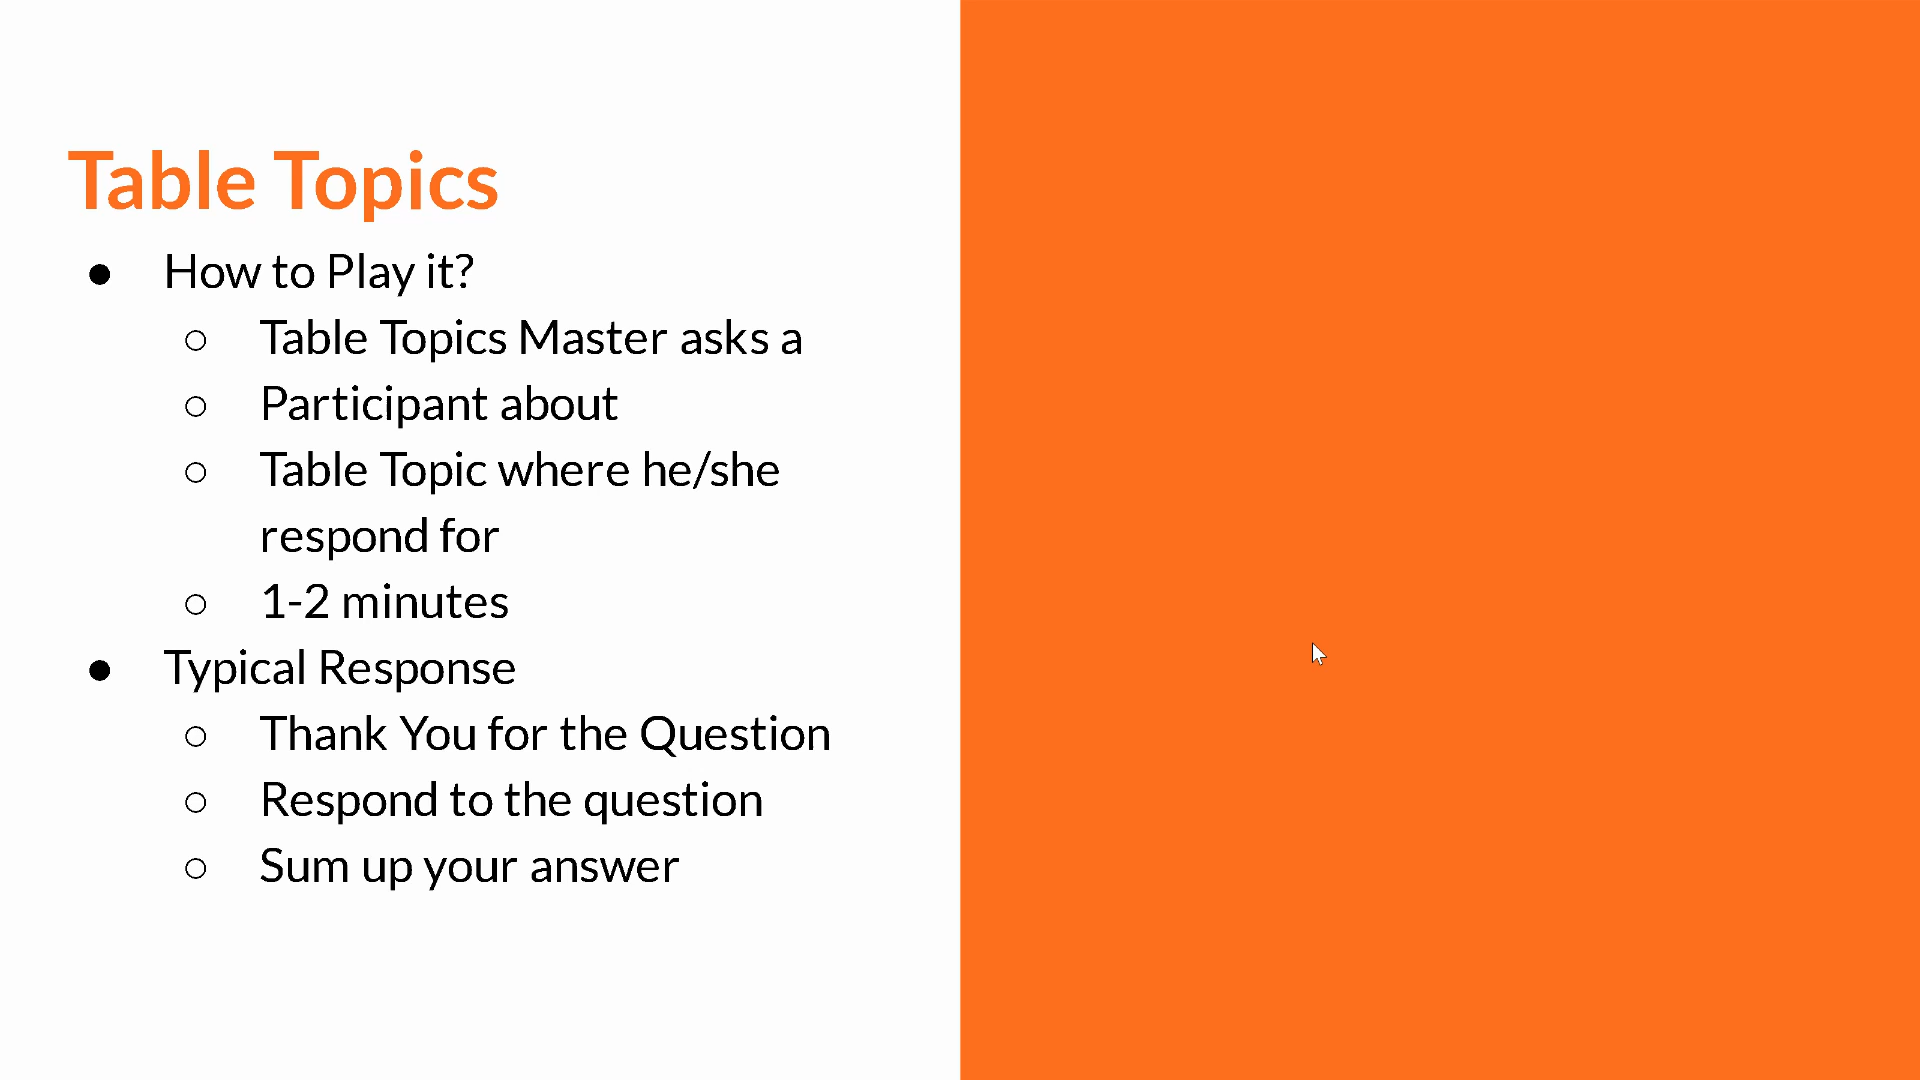 Table Topics
● How to Play it?
○ Table Topics Master asks a
○ Participant about
○ Table Topic where he/she
respond for
○ 1-2 minutes
● Typical Response
○ Thank You for the Question
○ Respond to the question
○ Sum up your answer